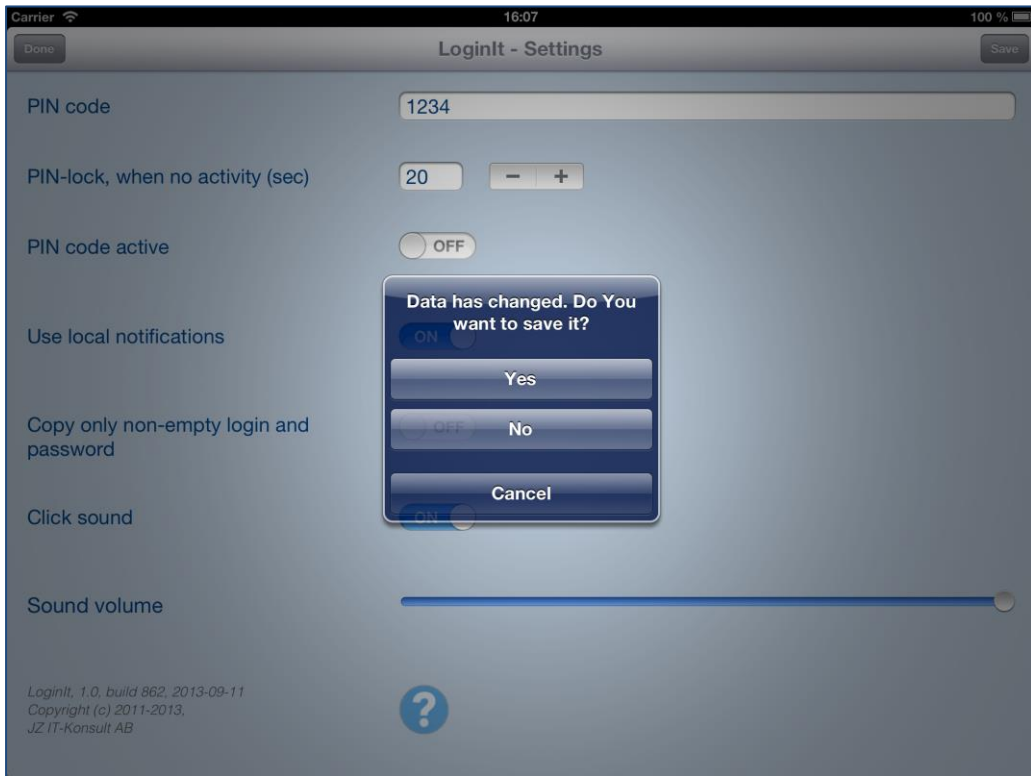 Carrier 16:07 100 %
Done LoginIt - Settings Save
PIN code 1234
PIN-lock, when no activity (sec) 20 − +
PIN code active OFF
Data has changed. Do You
want to save it?
Use local notifications ON
Yes
Copy only non-empty login and
password OFF
No
Cancel
Click sound ON
Sound volume
LoginIt, 1.0, build 862, 2013-09-11
Copyright (c) 2011-2013,
JZ IT-Konsult AB
?